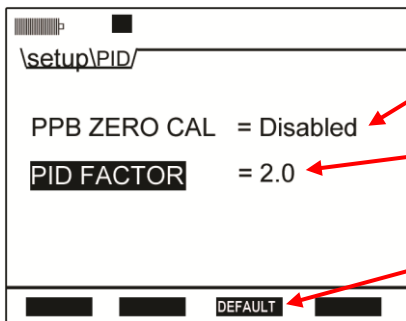 \setup\PID/
PPB ZERO CAL = Disabled
PID FACTOR = 2.0
DEFAULT